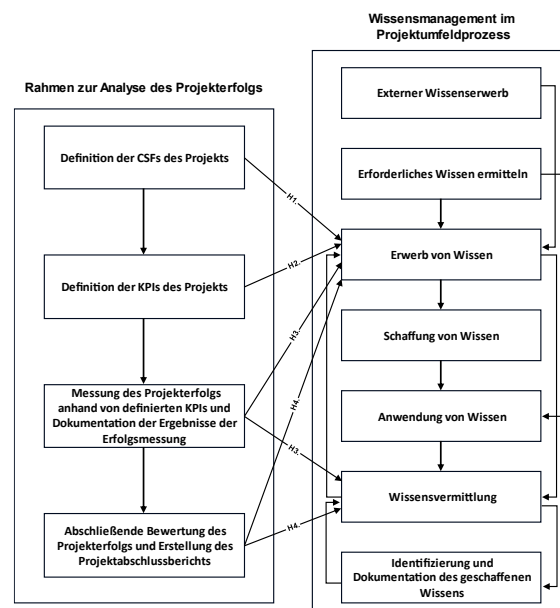 Wissensmanagement im
Projektumfeldprozess
Rahmen zur Analyse des Projekterfolgs
Externer Wissenserwerb
Definition der CSFs des Projekts
Erforderliches Wissen ermitteln
H1.
Erwerb von Wissen
H2.
Definition der KPIs des Projekts
Schaffung von Wissen
H3.
H4.
Messung des Projekterfolgs
anhand von definierten KPIs und
Dokumentation der Ergebnisse der
Erfolgsmessung
Anwendung von Wissen
H3.
Wissensvermittlung
H4.
Abschließende Bewertung des
Projekterfolgs und Erstellung des
Projektabschlussberichts
Identifizierung und
Dokumentation des geschaffenen
Wissens